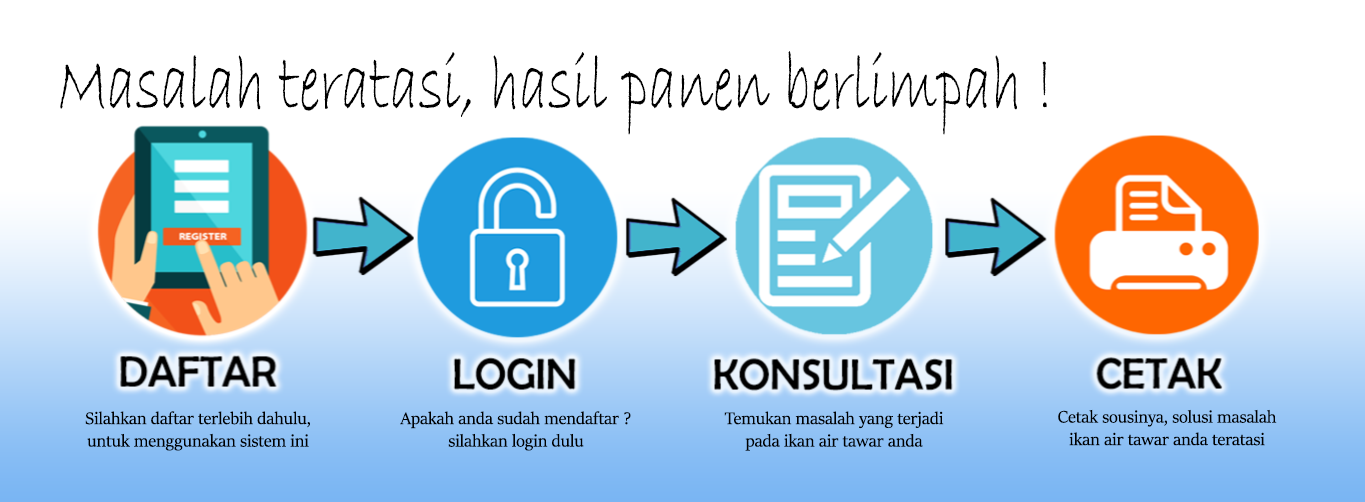 Masalah teratasi, hasil panen berlimpah !
REGISTER
DAFTAR
Silahkan daftar terlebih dahulu,
untuk menggunakan sistem ini
LOGIN
Apakah anda sudah mendaftar ?
silahkan login dulu
KONSULTASI
Temukan masalah yang terjadi
pada ikan air tawar anda
CETAK
Cetak sousinya, solusi masalah
ikan air tawar anda teratasi